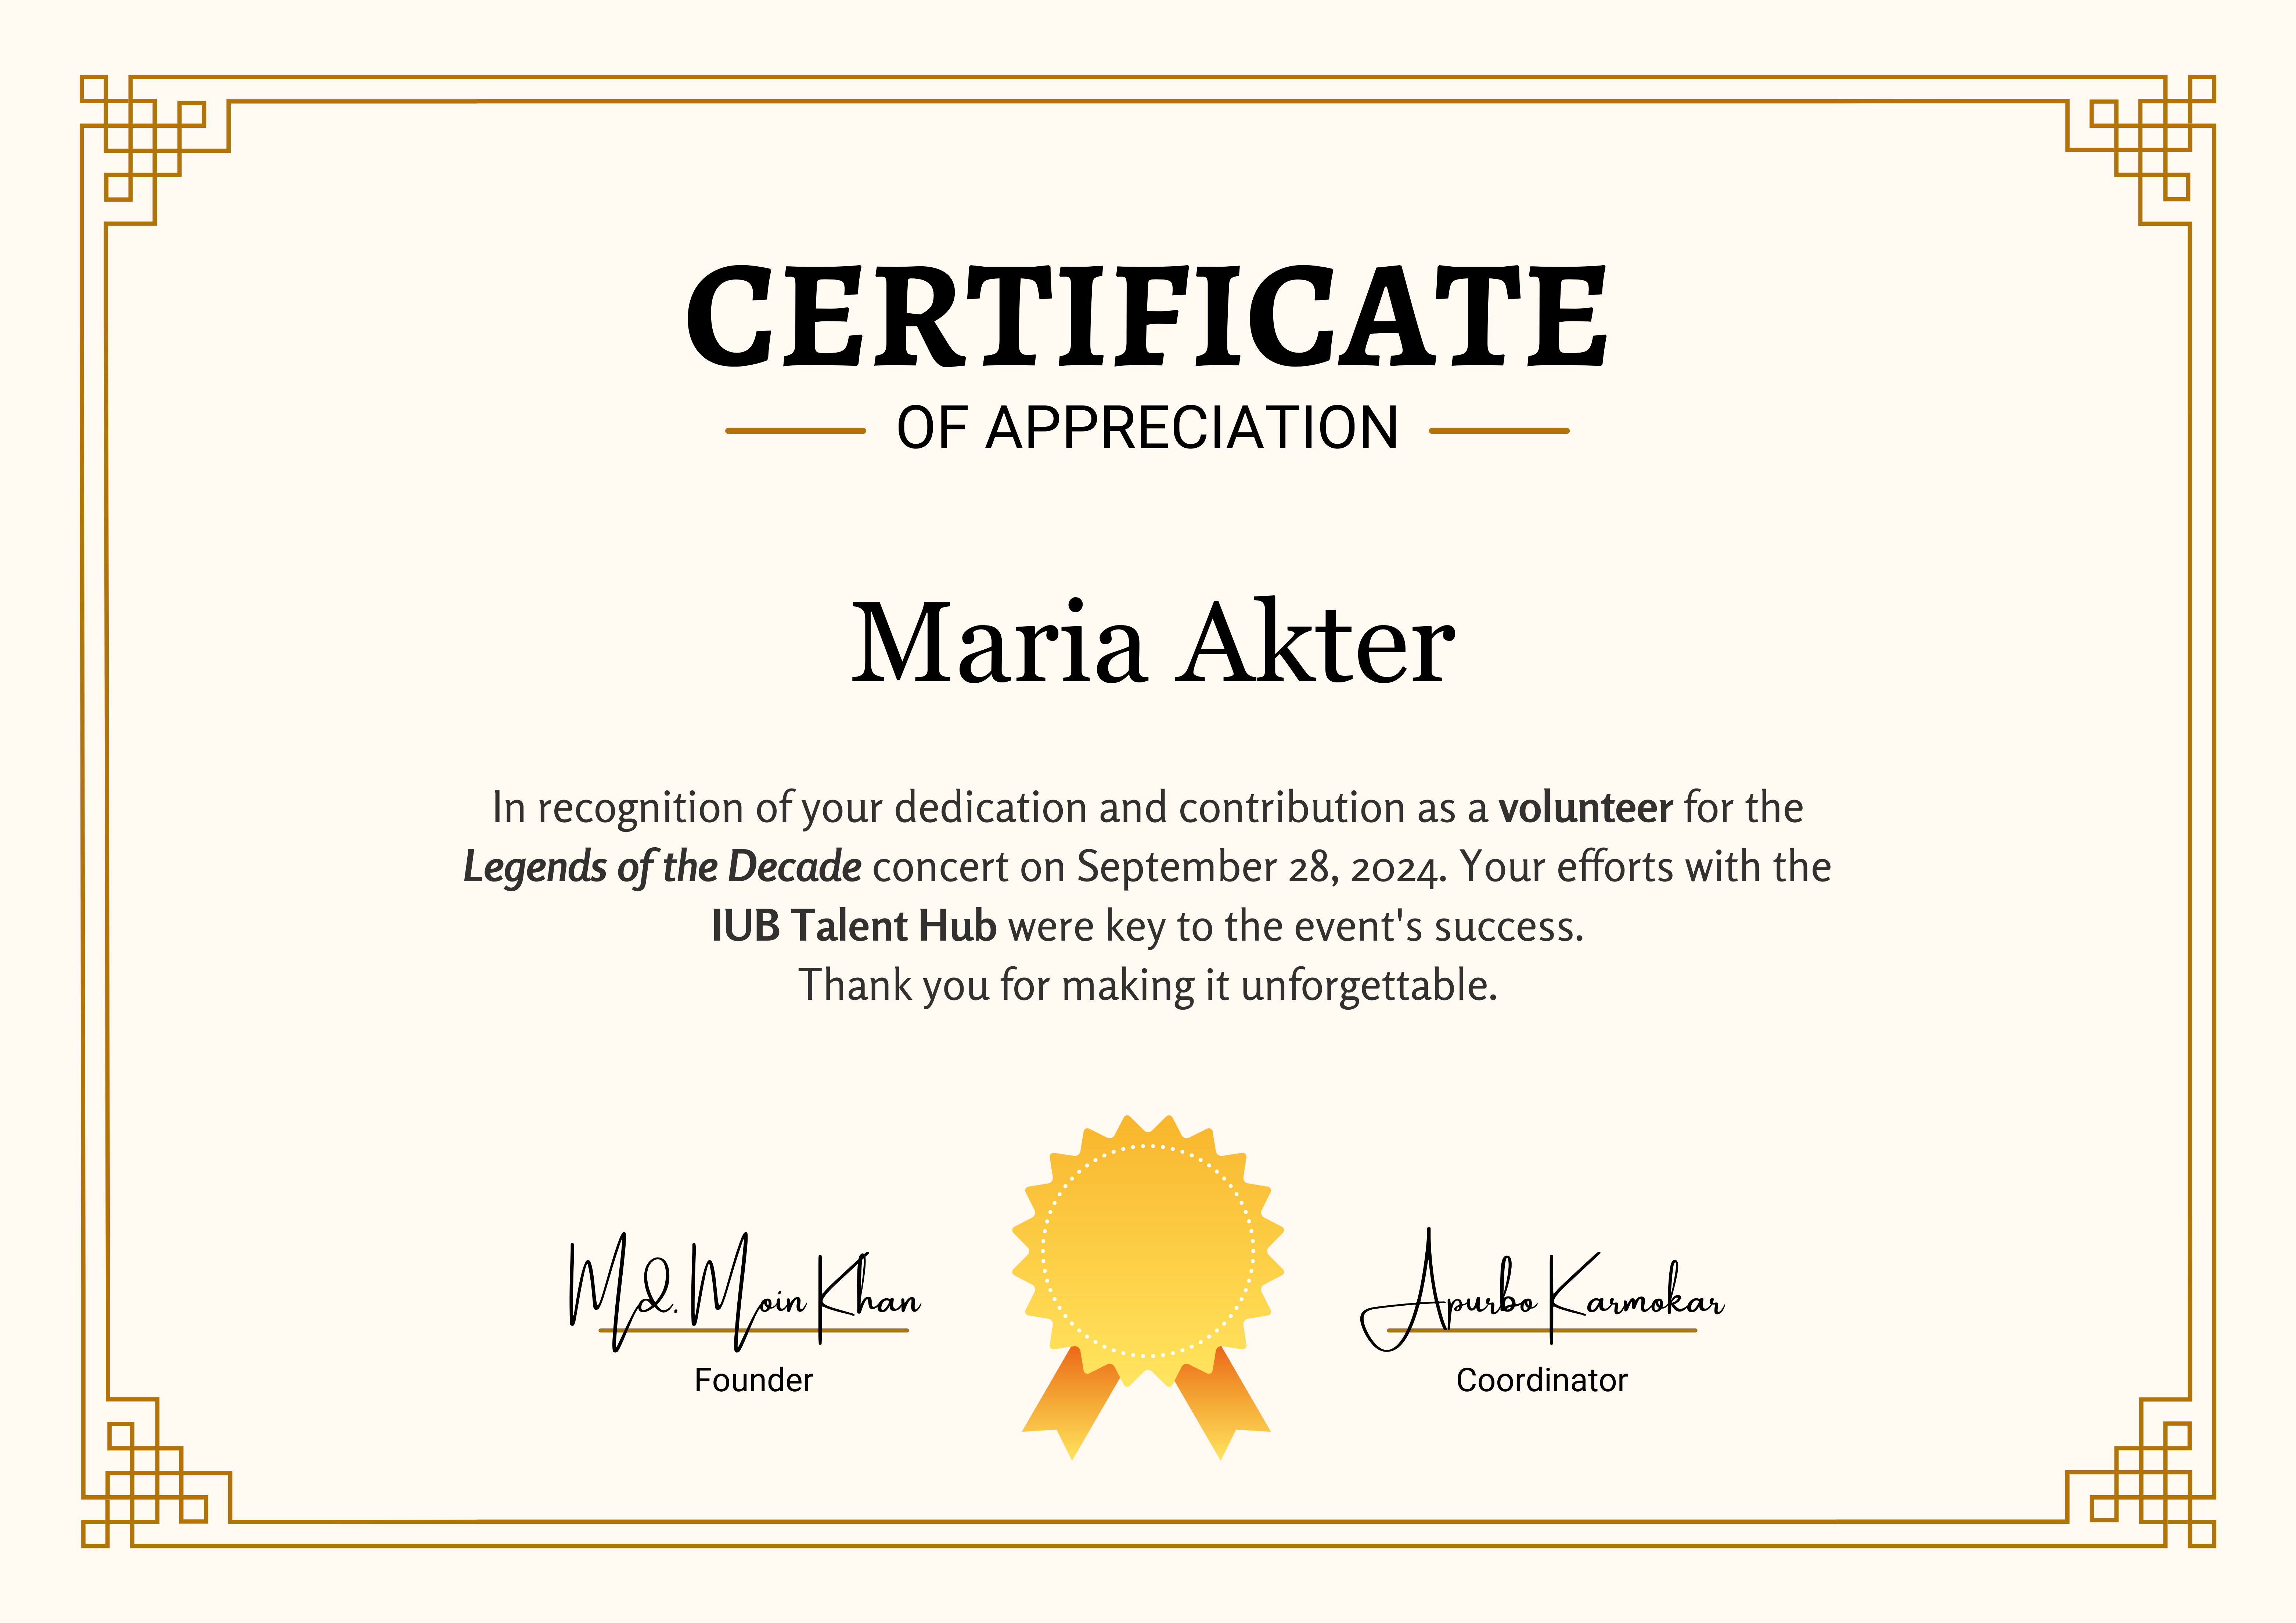 CERTIFICATE
OF APPRECIATION
Maria Akter
In recognition of your dedication and contribution as a volunteer for the
Legends of the Decade concert on September 28, 2024. Your efforts with the
IUB Talent Hub were key to the event's success.
Thank you for making it unforgettable.
Md. Moin Khan
Founder
Apurbo Karmokar
Coordinator